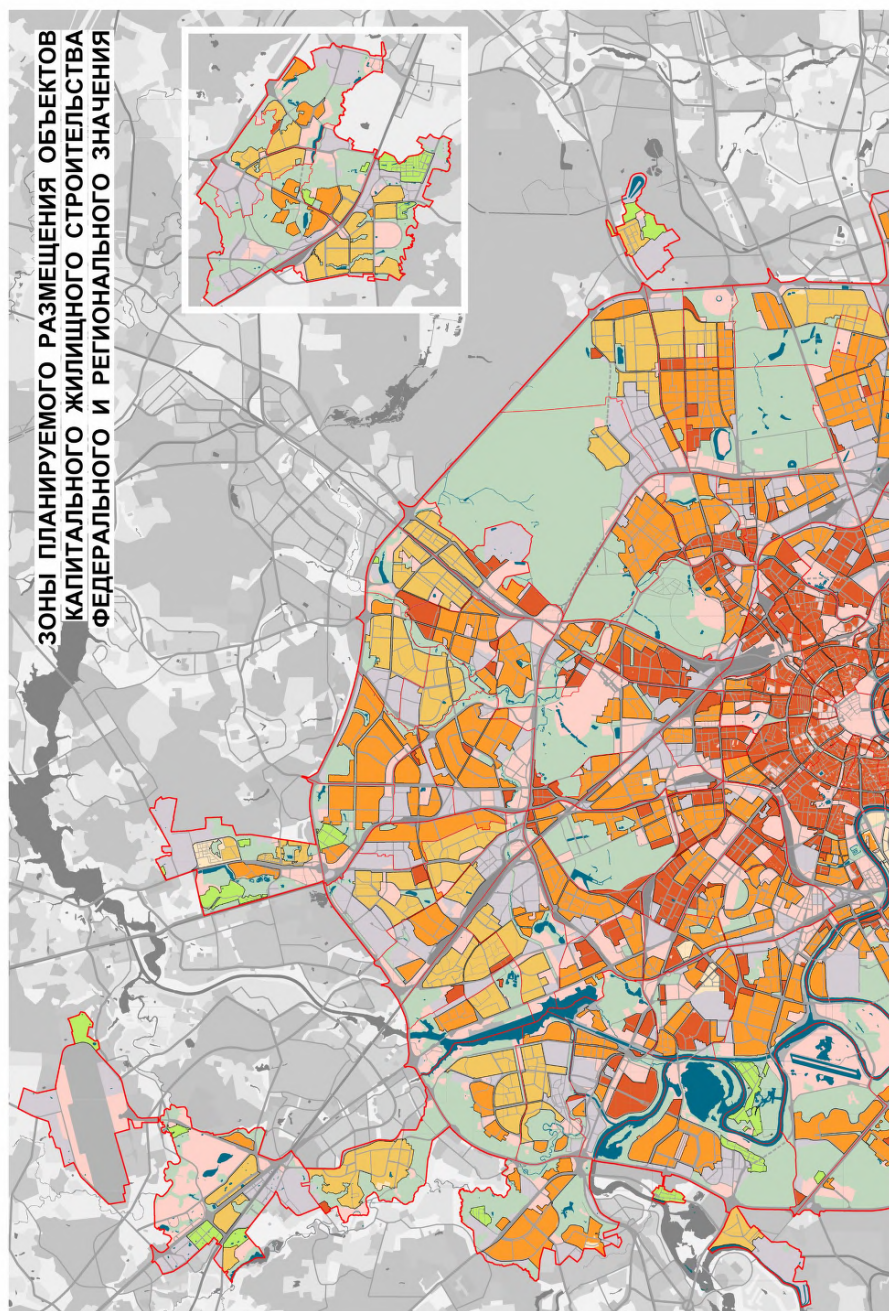 ЗОНЫ ПЛАНИРУЕМОГО РАЗМЕЩЕНИЯ ОБЪЕКТОВ
КАПИТАЛЬНОГО ЖИЛИЩНОГО СТРОИТЕЛЬСТВА
ФЕДЕРАЛЬНОГО И РЕГИОНАЛЬНОГО ЗНАЧЕНИЯ